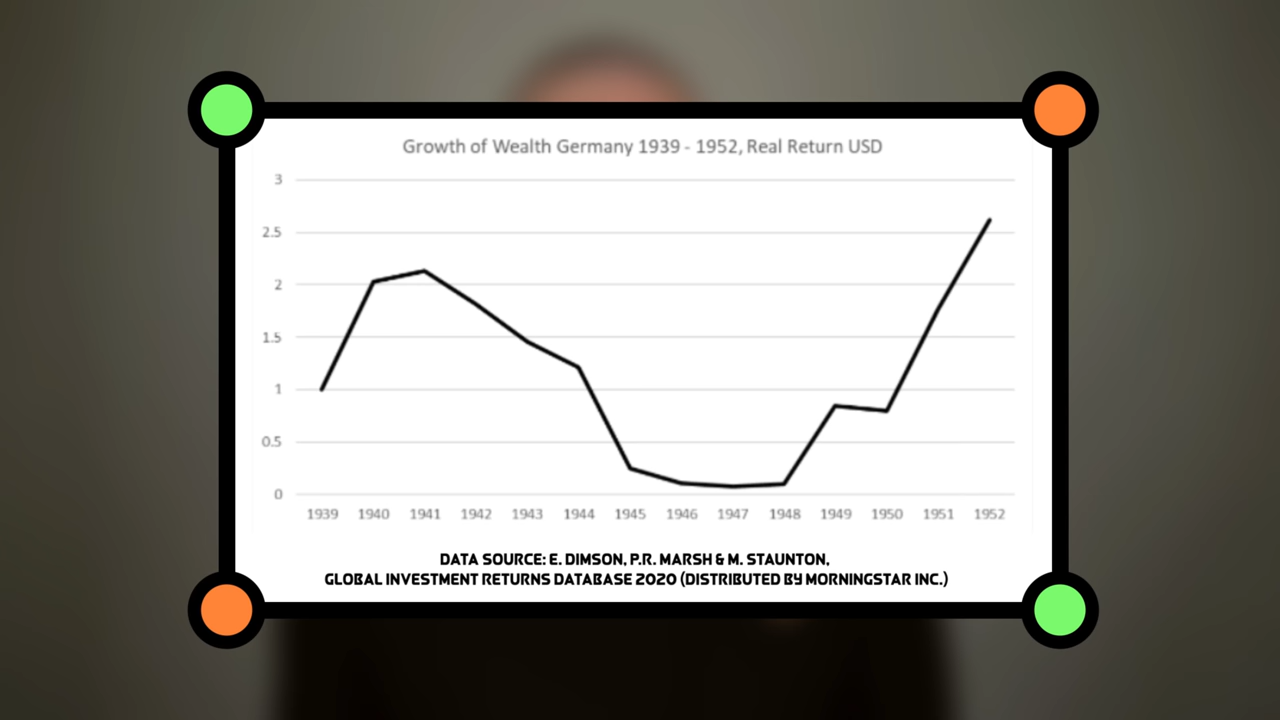 Growth of Wealth Germany 1939 - 1952, Real Return USD
3
2.5
2
1.5
1
0.5
0
1939 1940 1941 1942 1943 1944 1945 1946 1947 1948 1949 1950 1951 1952
DATA SOURCE: E. DIMSON, P.R. MARSH & M. STAUNTON,
GLOBAL INVESTMENT RETURNS DATABASE 2020 (DISTRIBUTED BY MORNINGSTAR INC.)